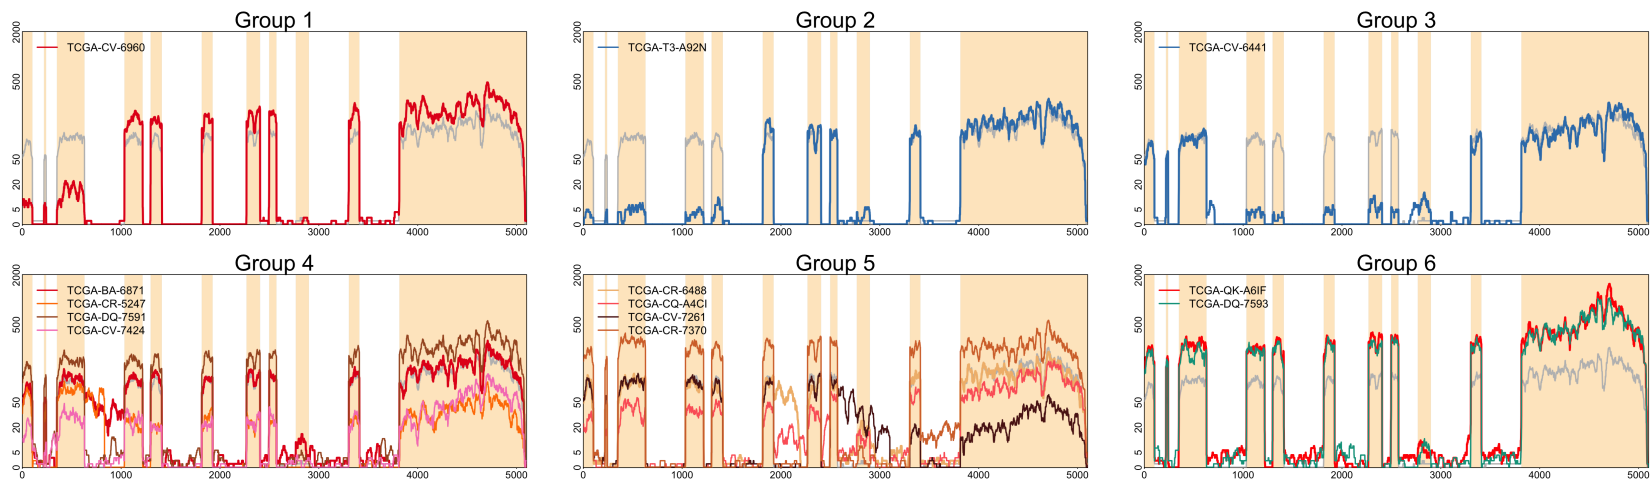 Group 1
TCGA-CV-6960
0 5 20 50 500 2000
0 1000 2000 3000 4000 5000
Group 2
TCGA-T3-A92N
0 5 20 50 500 2000
0 1000 2000 3000 4000 5000
Group 3
TCGA-CV-6441
0 5 20 50 500 2000
0 1000 2000 3000 4000 5000
Group 4
TCGA-BA-6871
TCGA-CR-5247
TCGA-DQ-7591
TCGA-CV-7424
0 5 20 50 500 2000
0 1000 2000 3000 4000 5000
Group 5
TCGA-CR-6488
TCGA-CQ-A4CI
TCGA-CV-7261
TCGA-CR-7370
0 5 20 50 500 2000
0 1000 2000 3000 4000 5000
Group 6
TCGA-QK-A6IF
TCGA-DQ-7593
0 5 20 50 500 2000
0 1000 2000 3000 4000 5000